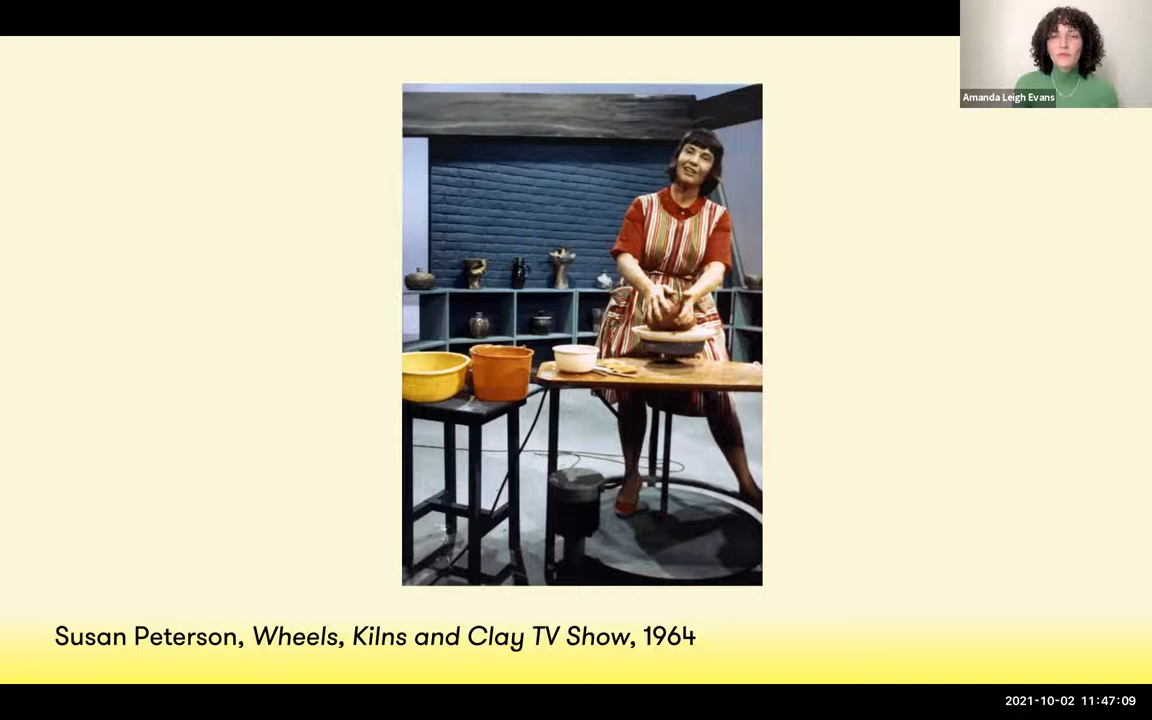 Amanda Leigh Evans
Susan Peterson, Wheels, Kilns and Clay TV Show, 1964
2021-10-02 11:47:09